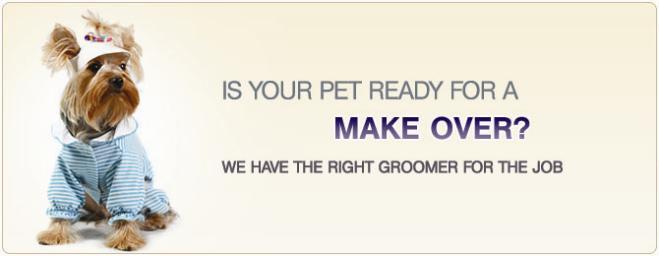 IS YOUR PET READY FOR A
MAKE OVER?
WE HAVE THE RIGHT GROOMER FOR THE JOB